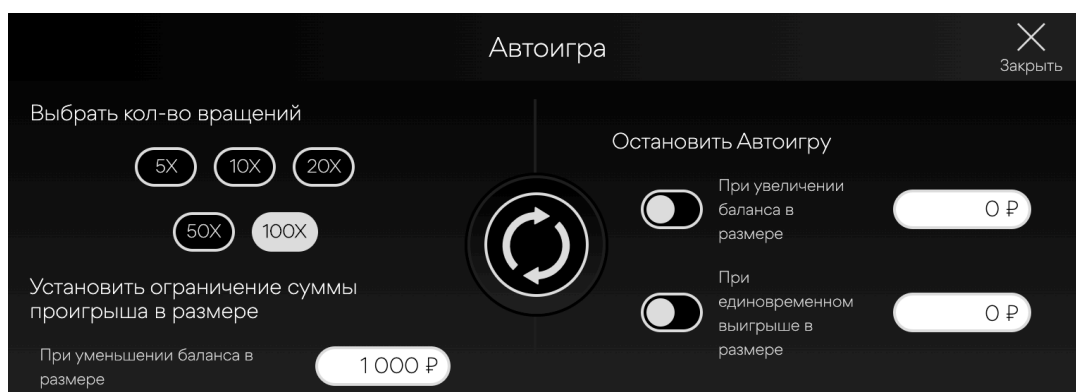 Автоигра
Закрыть
Выбрать кол-во вращений
5X 10X 20X
50X 100X
Установить ограничение суммы
проигрыша в размере
При уменьшении баланса в
размере
1 000 ₽
Остановить Автоигру
При увеличении
баланса в
размере
0 ₽
При
единовременном
выигрыше в
размере
0 ₽